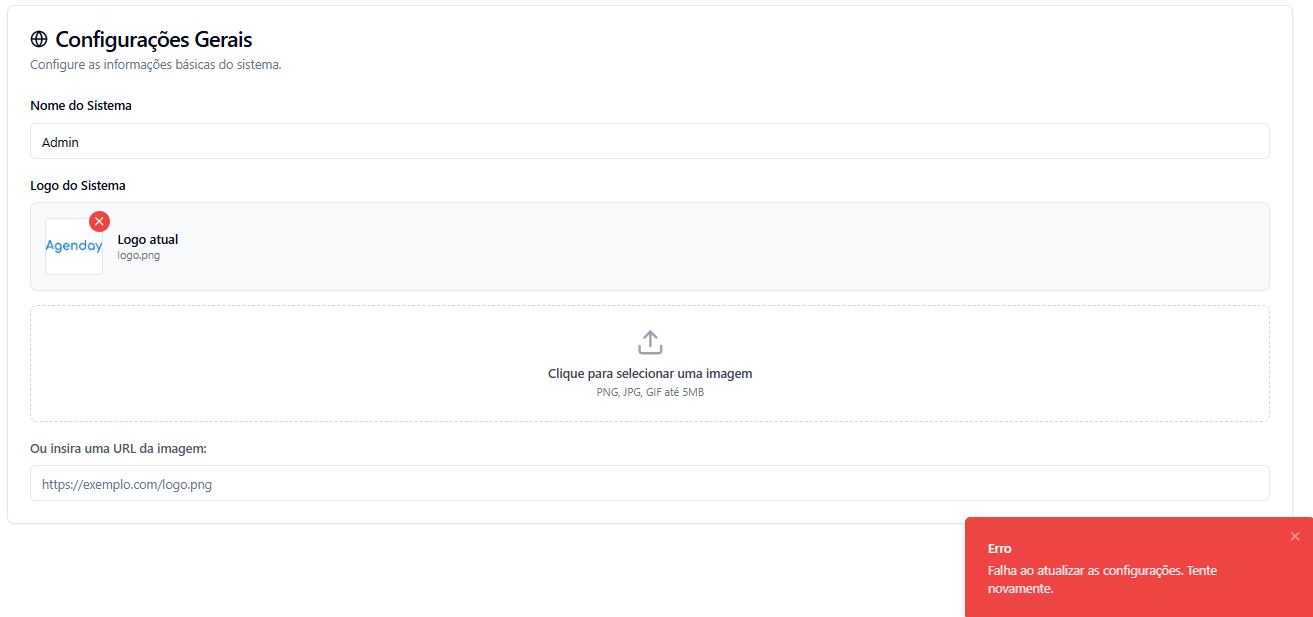 Configurações Gerais
Configure as informações básicas do sistema.
Nome do Sistema
Admin
Logo do Sistema
Agenday
Logo atual
logo.png
Clique para selecionar uma imagem
PNG, JPG, GIF até 5MB
Ou insira uma URL da imagem:
https://exemplo.com/logo.png
Erro
Falha ao atualizar as configurações. Tente
novamente.